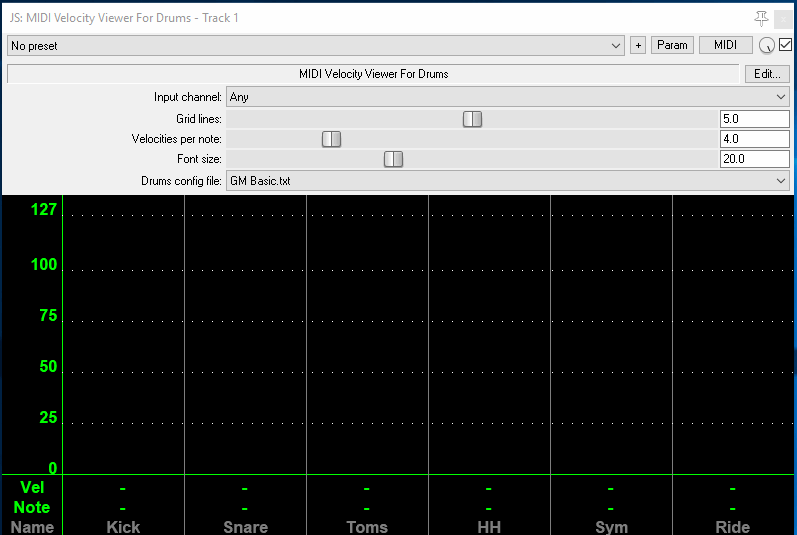 JS: MIDI Velocity Viewer For Drums - Track 1
No preset + Param MIDI
MIDI Velocity Viewer For Drums Edit...
Input channel: Any
Grid lines: 5.0
Velocities per note: 4.0
Font size: 20.0
Drums config file: GM Basic.txt
127
100
75
50
25
0
Vel - - - - - -
Note - - - - - -
Name Kick Snare Toms HH Sym Ride